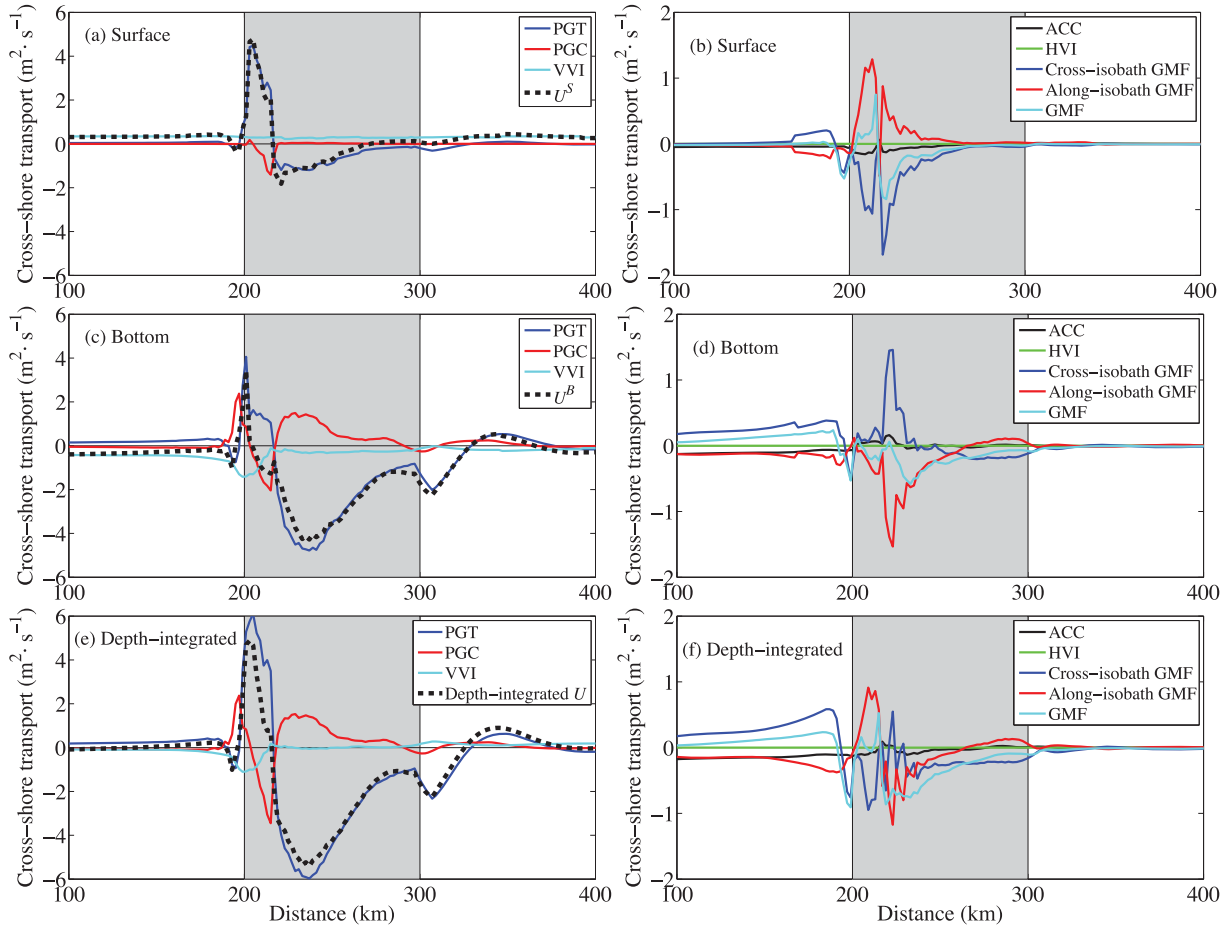 (a) Surface
Cross−shore transport (m²· s⁻¹)
6
4
2
0
−2
−4
−6
100
200
300
400
PGT
PGC
VVI
U^S
(b) Surface
Cross−shore transport (m²· s⁻¹)
2
1
0
−1
−2
100
200
300
400
ACC
HVI
Cross−isobath GMF
Along−isobath GMF
GMF
(c) Bottom
Cross−shore transport (m²· s⁻¹)
6
4
2
0
−2
−4
−6
100
200
300
400
PGT
PGC
VVI
U^B
(d) Bottom
Cross−shore transport (m²· s⁻¹)
2
1
0
−1
−2
100
200
300
400
ACC
HVI
Cross−isobath GMF
Along−isobath GMF
GMF
(e) Depth−integrated
Cross−shore transport (m²· s⁻¹)
6
4
2
0
−2
−4
−6
100
200
300
400
Distance (km)
PGT
PGC
VVI
Depth−integrated U
(f) Depth−integrated
Cross−shore transport (m²· s⁻¹)
2
1
0
−1
−2
100
200
300
400
Distance (km)
ACC
HVI
Cross−isobath GMF
Along−isobath GMF
GMF